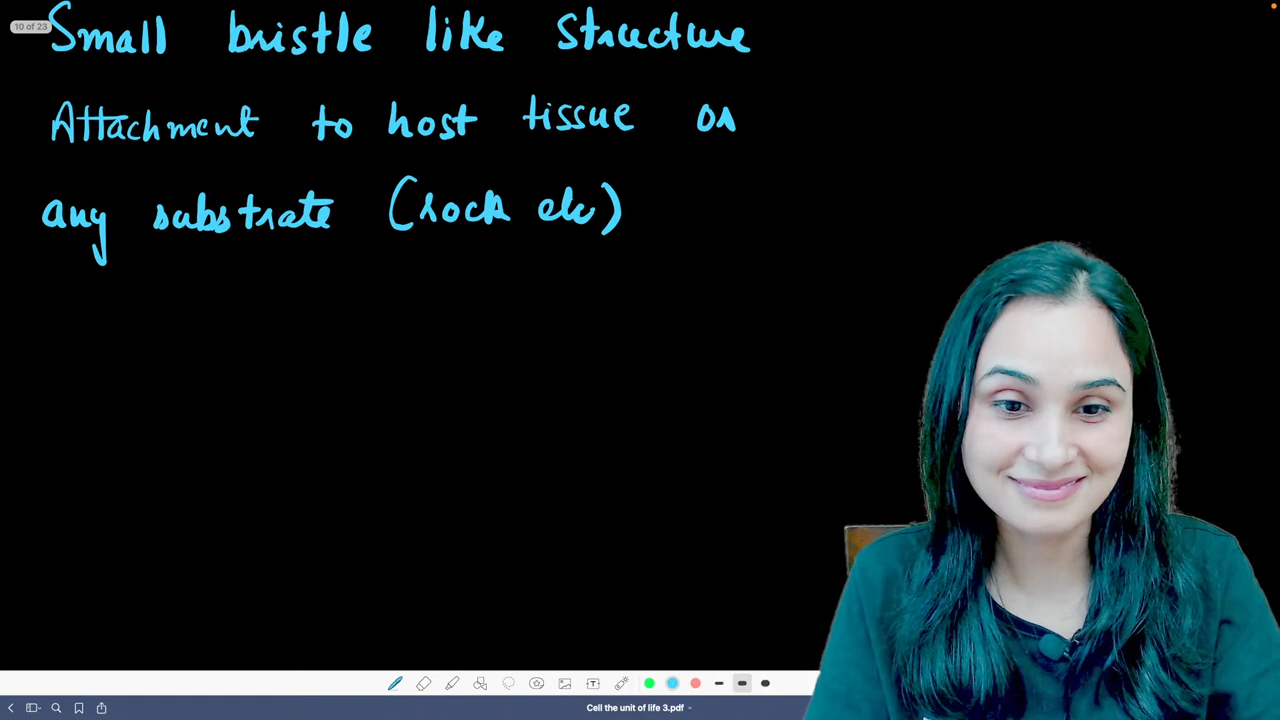 10 of 23
Small bristle like structure
Attachment to host tissue or
any substrate (rock etc)
Cell the unit of life 3.pdf